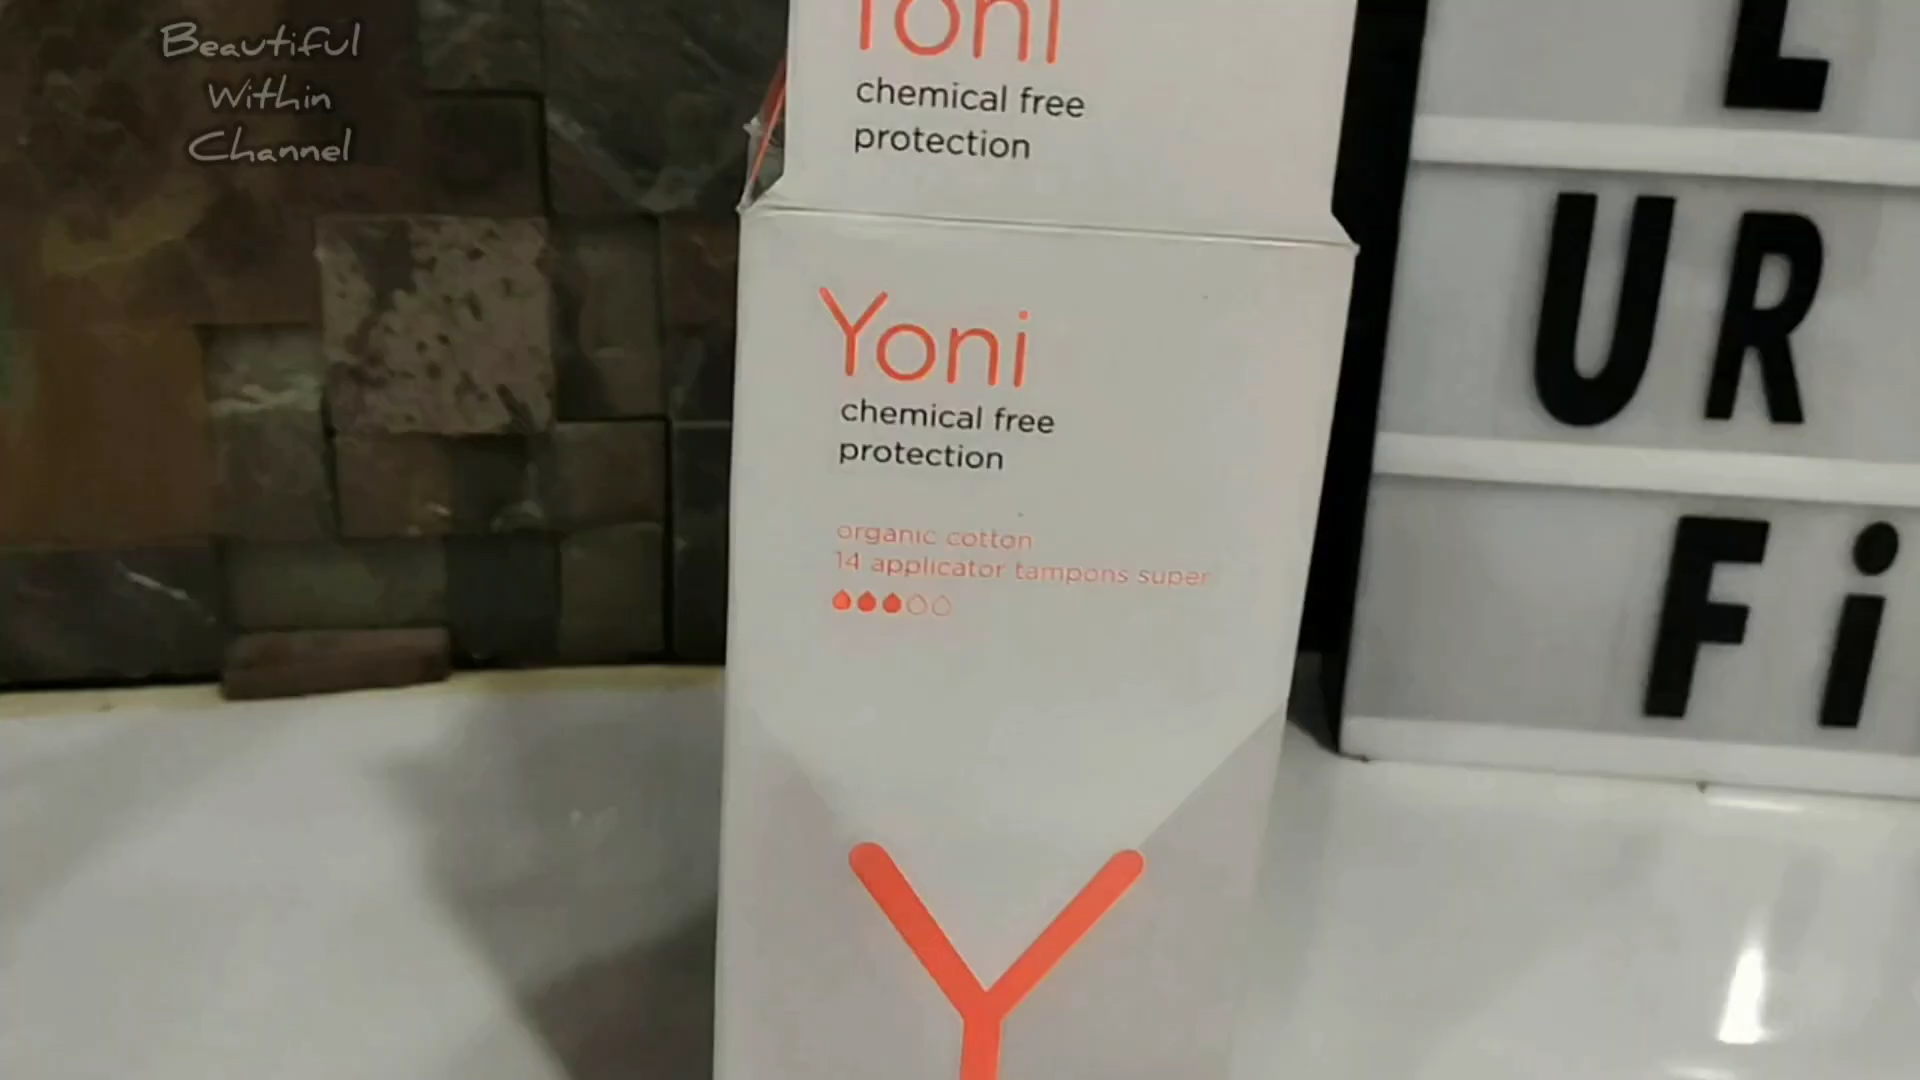 Beautiful
Within
Channel
Yoni
chemical free
protection
Yoni
chemical free
protection
organic cotton
14 applicator tampons super
Y
L
UR
Fi